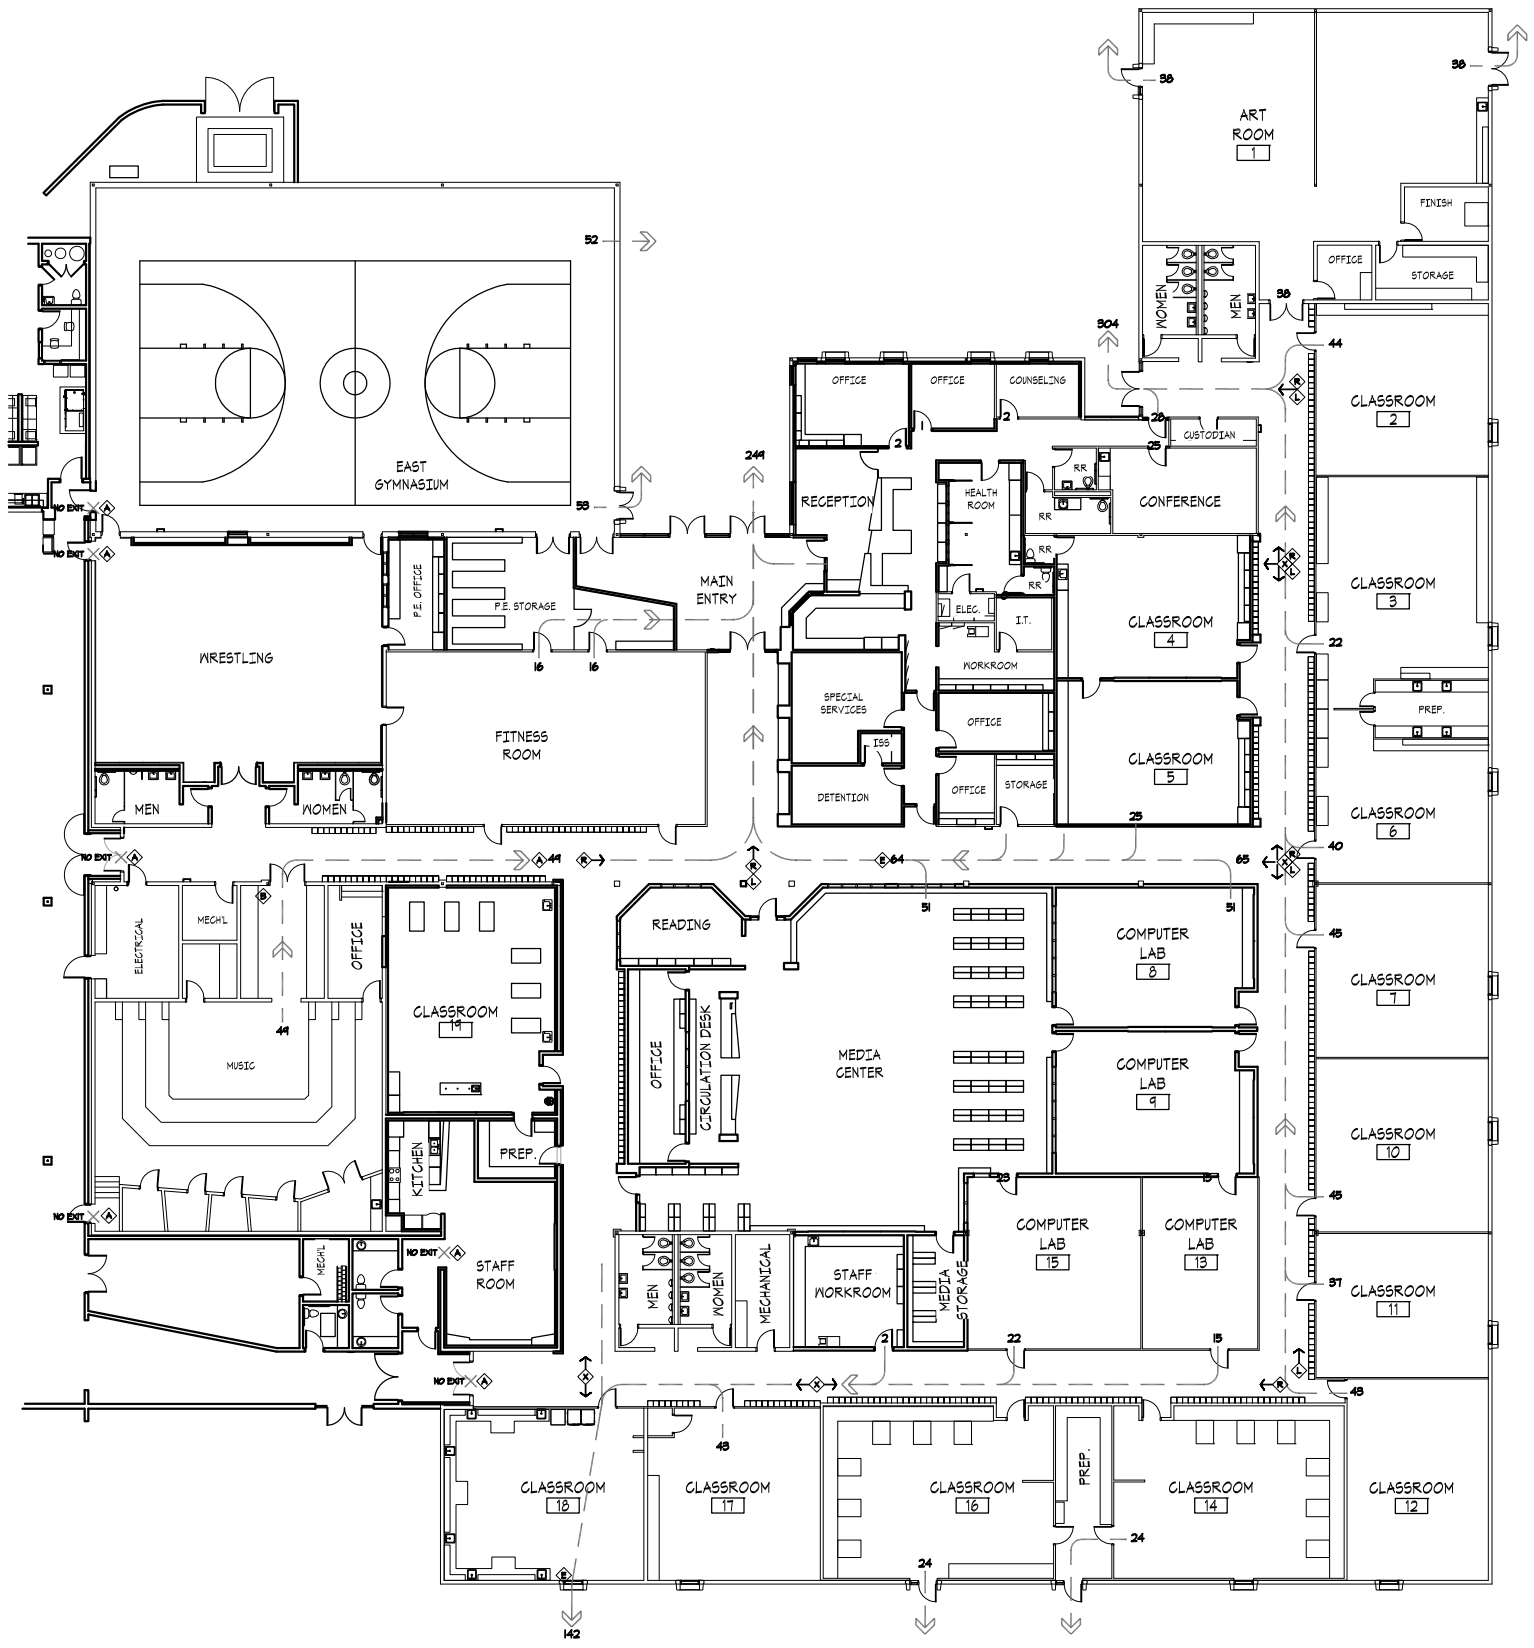 38
38
ART
ROOM
1
FINISH
OFFICE
STORAGE
WOMEN
MEN
38
52
304
44
OFFICE
OFFICE
COUNSELING
R
L
CLASSROOM
2
2
1
2
28
25
CUSTODIAN
EAST
GYMNASIUM
249
53
RECEPTION
HEALTH
ROOM
RR
CONFERENCE
RR
NO EXIT
A
NO EXIT
A
RR
RR
R
X
L
P.E. OFFICE
P.E. STORAGE
MAIN
ENTRY
ELEC.
I.T.
CLASSROOM
3
CLASSROOM
4
22
WRESTLING
16
16
WORKROOM
SPECIAL
SERVICES
OFFICE
PREP.
FITNESS
ROOM
ISS
CLASSROOM
5
MEN
WOMEN
DETENTION
OFFICE
STORAGE
CLASSROOM
6
25
NO EXIT
A
A
49
R
R
L
E
64
65
R
X
L
40
B
51
51
ELECTRICAL
MECH'L
OFFICE
READING
COMPUTER
LAB
8
45
CLASSROOM
7
CLASSROOM
19
49
MUSIC
OFFICE
CIRCULATION DESK
MEDIA
CENTER
COMPUTER
LAB
9
CLASSROOM
10
KITCHEN
PREP.
23
15
45
NO EXIT
A
COMPUTER
LAB
15
COMPUTER
LAB
13
NO EXIT
A
MECH'L
STAFF
ROOM
MEN
WOMEN
MECHANICAL
STAFF
WORKROOM
MEDIA
STORAGE
37
CLASSROOM
11
2
22
15
NO EXIT
A
X
X
R
L
43
43
CLASSROOM
18
CLASSROOM
17
CLASSROOM
16
PREP.
CLASSROOM
14
CLASSROOM
12
24
24
E
142